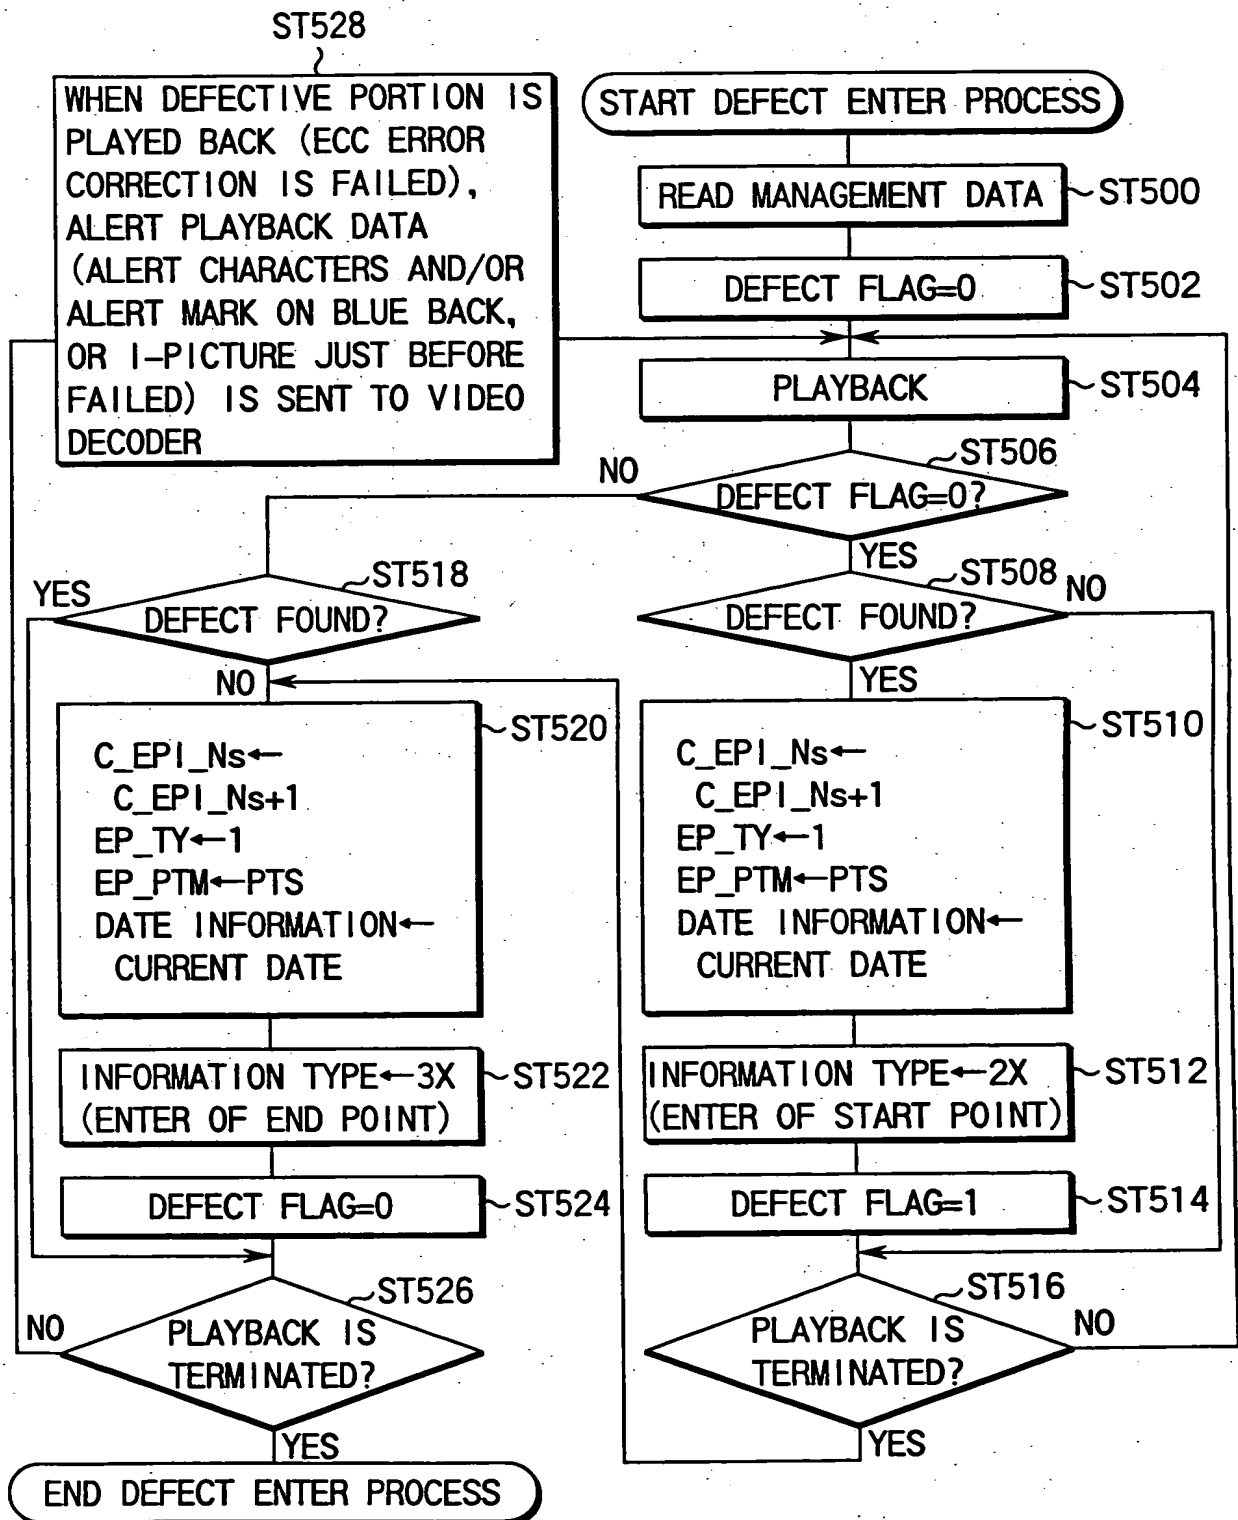 ST528
WHEN DEFECTIVE PORTION IS
PLAYED BACK (ECC ERROR
CORRECTION IS FAILED),
ALERT PLAYBACK DATA
(ALERT CHARACTERS AND/OR
ALERT MARK ON BLUE BACK,
OR I-PICTURE JUST BEFORE
FAILED) IS SENT TO VIDEO
DECODER
START DEFECT ENTER PROCESS
READ MANAGEMENT DATA
ST500
DEFECT FLAG=0
ST502
PLAYBACK
ST504
ST506
DEFECT FLAG=0?
NO
YES
ST518
DEFECT FOUND?
YES
NO
ST508
DEFECT FOUND?
NO
YES
ST520
C_EPI_Ns←
C_EPI_Ns+1
EP_TY←1
EP_PTM←PTS
DATE INFORMATION←
CURRENT DATE
ST510
C_EPI_Ns←
C_EPI_Ns+1
EP_TY←1
EP_PTM←PTS
DATE INFORMATION←
CURRENT DATE
INFORMATION TYPE←3X
(ENTER OF END POINT)
ST522
INFORMATION TYPE←2X
(ENTER OF START POINT)
ST512
DEFECT FLAG=0
ST524
DEFECT FLAG=1
ST514
ST526
NO
PLAYBACK IS
TERMINATED?
YES
ST516
PLAYBACK IS
TERMINATED?
NO
YES
END DEFECT ENTER PROCESS